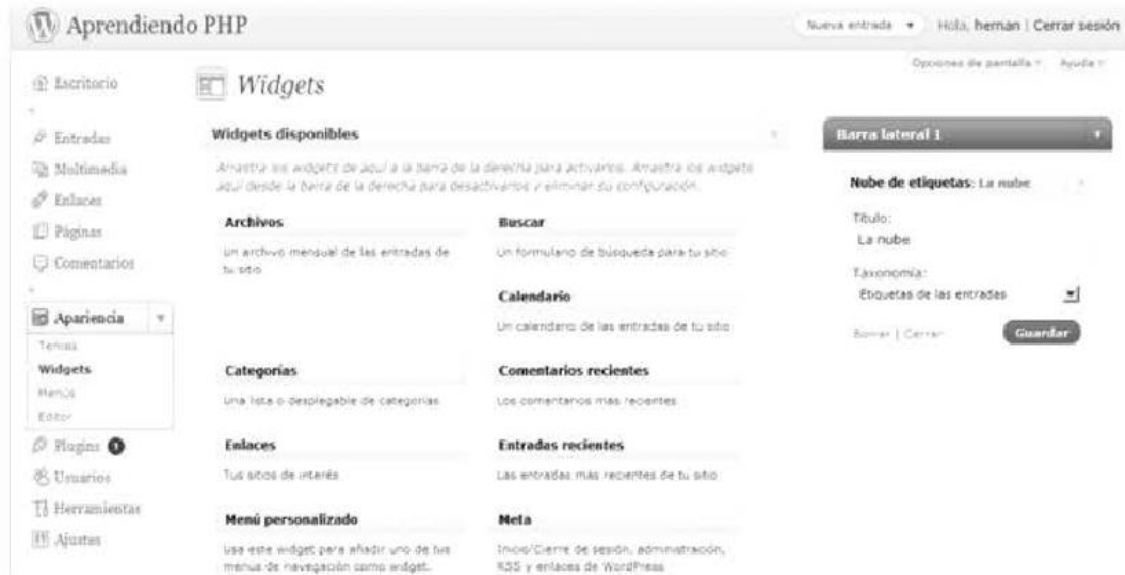 Aprendiendo PHP
Nueva entrada
Hola, hernan | Cerrar sesión
Opciones de pantalla
Ayuda
Escritorio
Entradas
Multimedia
Enlaces
Páginas
Comentarios
Apariencia
Temas
Widgets
Menús
Editor
Plugins 1
Usuarios
Herramientas
Ajustes
Widgets
Widgets disponibles
Arrastra los widgets de aquí a la barra de la derecha para activarlos. Arrastra los widgets
aquí desde la barra de la derecha para desactivarlos y eliminar su configuración.
Archivos
Un archivo mensual de las entradas de
tu sitio
Buscar
Un formulario de búsqueda para tu sitio
Calendario
Un calendario de las entradas de tu sitio
Categorías
Una lista o desplegable de categorías
Comentarios recientes
Los comentarios más recientes
Enlaces
Tus sitios de interés
Entradas recientes
Las entradas más recientes de tu sitio
Menú personalizado
Usa este widget para añadir uno de tus
menús de navegación como widget.
Meta
Inicio/Cierre de sesión, administración,
RSS y enlaces de WordPress
Barra lateral 1
Nube de etiquetas: La nube
Título:
La nube
Taxonomía:
Etiquetas de las entradas
Borrar | Cerrar
Guardar